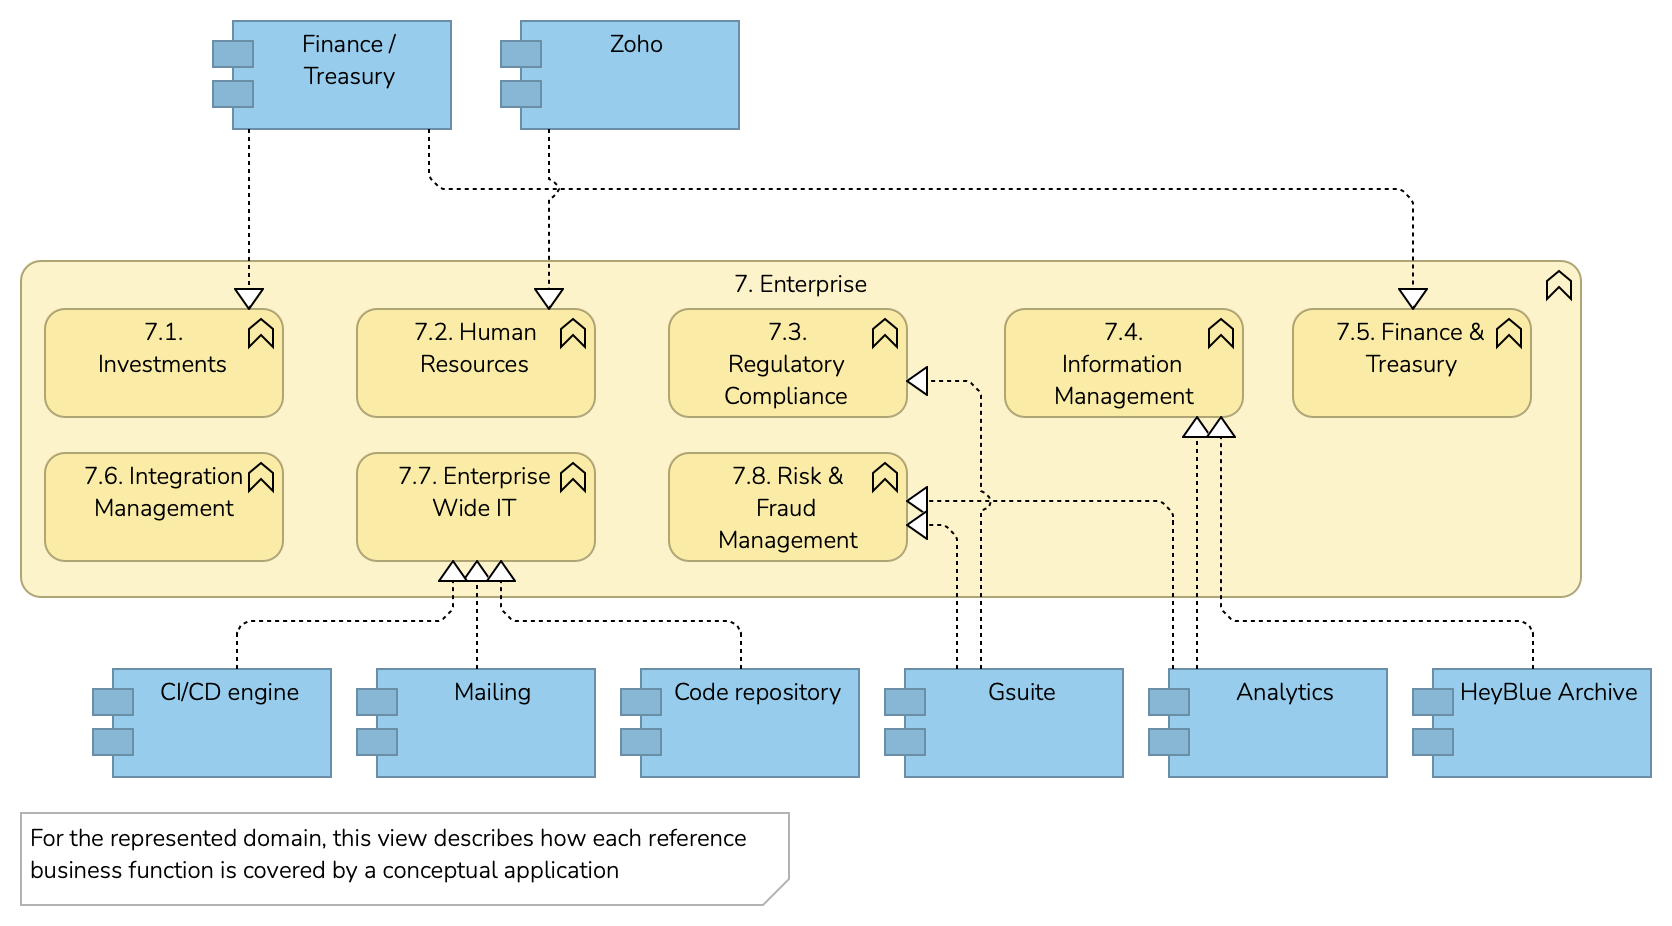 Finance /
Treasury
Zoho
7. Enterprise
7.1.
Investments
7.2. Human
Resources
7.3.
Regulatory
Compliance
7.4.
Information
Management
7.5. Finance &
Treasury
7.6. Integration
Management
7.7. Enterprise
Wide IT
7.8. Risk &
Fraud
Management
CI/CD engine
Mailing
Code repository
Gsuite
Analytics
HeyBlue Archive
For the represented domain, this view describes how each reference
business function is covered by a conceptual application